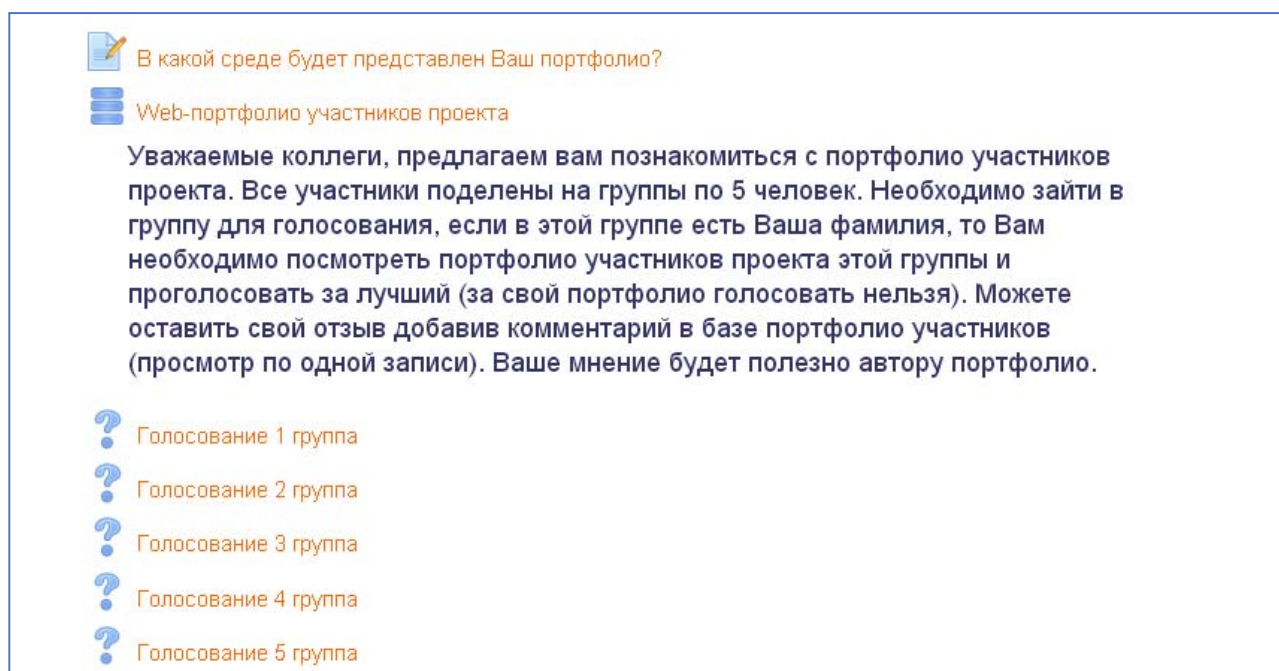 В какой среде будет представлен Ваш портфолио?
Web-портфолио участников проекта
Уважаемые коллеги, предлагаем вам познакомиться с портфолио участников
проекта. Все участники поделены на группы по 5 человек. Необходимо зайти в
группу для голосования, если в этой группе есть Ваша фамилия, то Вам
необходимо посмотреть портфолио участников проекта этой группы и
проголосовать за лучший (за свой портфолио голосовать нельзя). Можете
оставить свой отзыв добавив комментарий в базе портфолио участников
(просмотр по одной записи). Ваше мнение будет полезно автору портфолио.
Голосование 1 группа
Голосование 2 группа
Голосование 3 группа
Голосование 4 группа
Голосование 5 группа